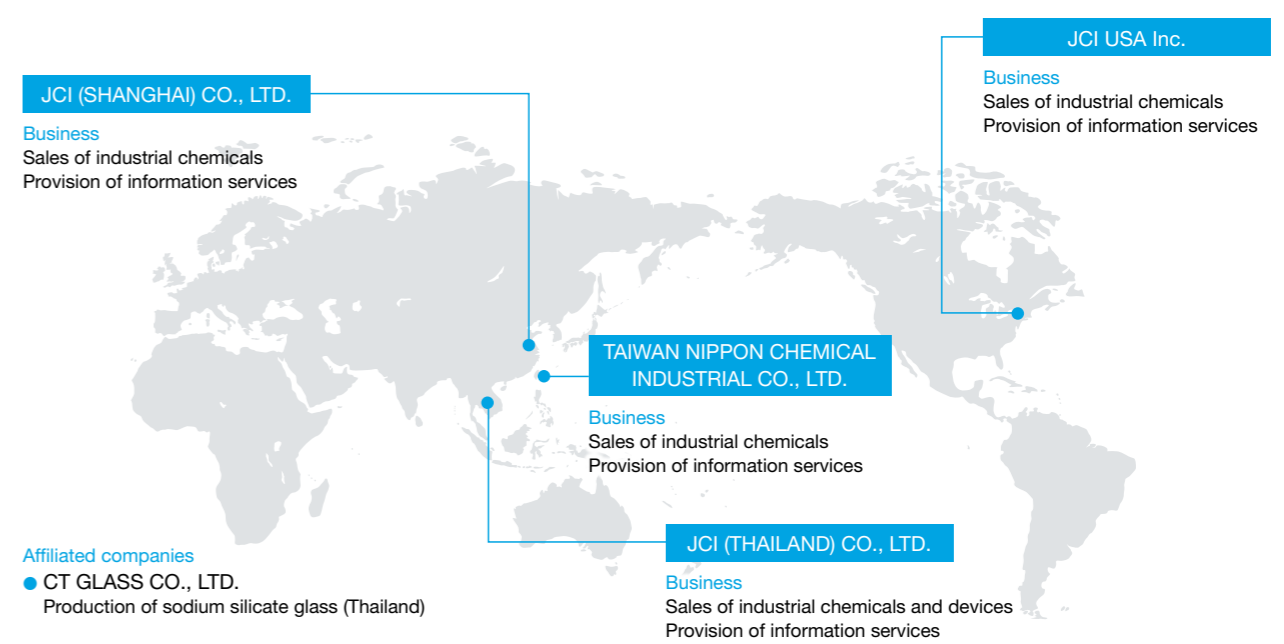 JCI USA Inc.
Business
Sales of industrial chemicals
Provision of information services
JCI (SHANGHAI) CO., LTD.
Business
Sales of industrial chemicals
Provision of information services
TAIWAN NIPPON CHEMICAL
INDUSTRIAL CO., LTD.
Business
Sales of industrial chemicals
Provision of information services
JCI (THAILAND) CO., LTD.
Business
Sales of industrial chemicals and devices
Provision of information services
Affiliated companies
● CT GLASS CO., LTD.
Production of sodium silicate glass (Thailand)